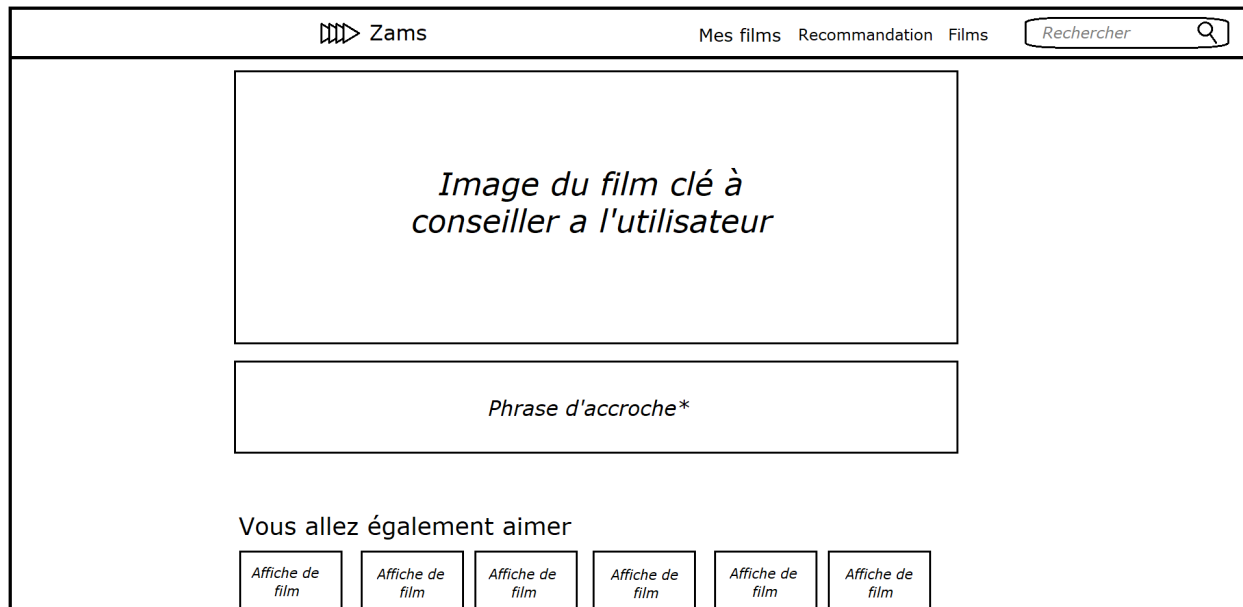 Zams
Mes films Recommandation Films Rechercher
Image du film clé à
conseiller a l'utilisateur
Phrase d'accroche*
Vous allez également aimer
Affiche de
film
Affiche de
film
Affiche de
film
Affiche de
film
Affiche de
film
Affiche de
film